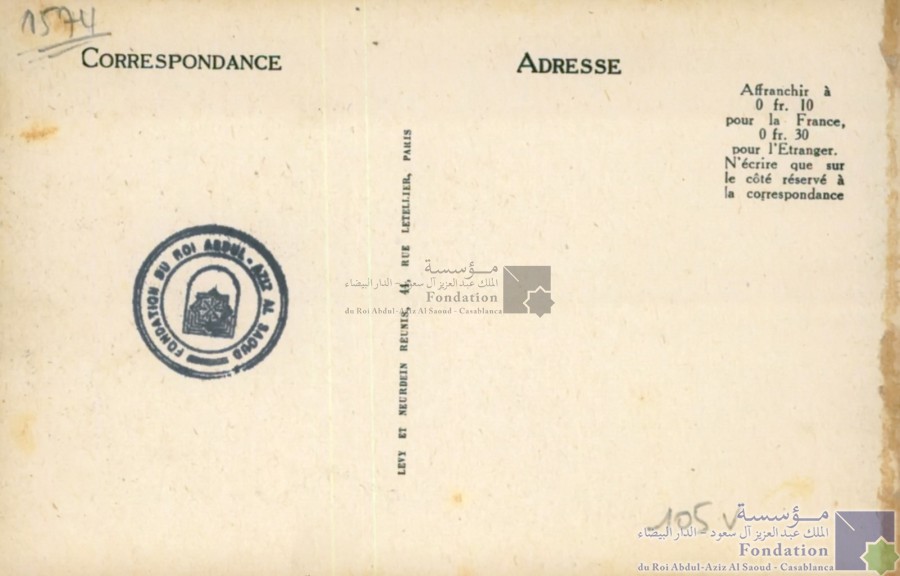 1574
CORRESPONDANCE
ADRESSE
Affranchir à
0 fr. 10
pour la France,
0 fr. 30
pour l'Etranger.
N'écrire que sur
le côté réservé à
la correspondance
LEVY ET NEURDEIN RÉUNIS, 44, RUE LETELLIER, PARIS
FONDATION DU ROI ABDUL-AZIZ AL SAOUD
مؤسسة
الملك عبد العزيز آل سعود - الدار البيضاء
Fondation
du Roi Abdul-Aziz Al Saoud - Casablanca
105 V
مؤسسة
الملك عبد العزيز آل سعود - الدار البيضاء
Fondation
du Roi Abdul-Aziz Al Saoud - Casablanca